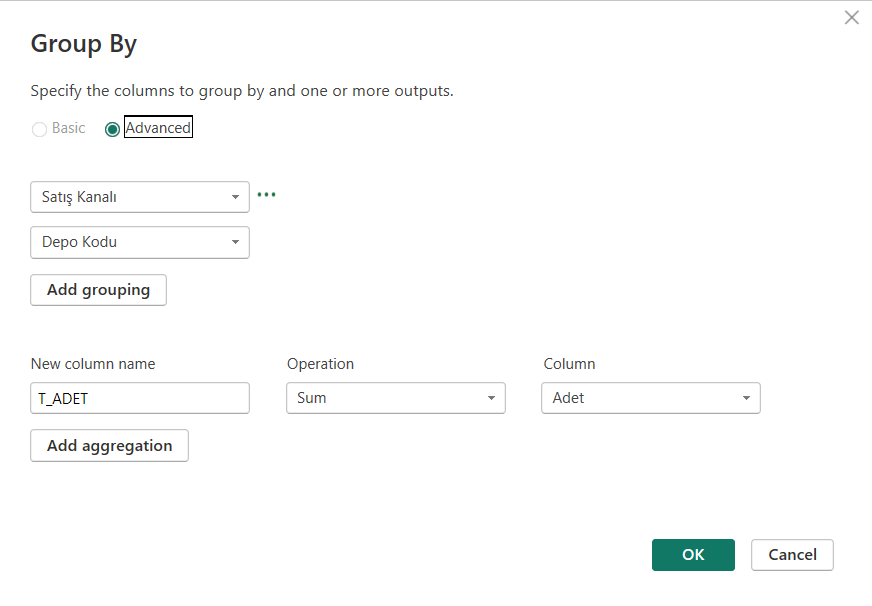 Group By
Specify the columns to group by and one or more outputs.
Basic Advanced
Satış Kanalı
Depo Kodu
Add grouping
New column name Operation Column
T_ADET Sum Adet
Add aggregation
OK Cancel